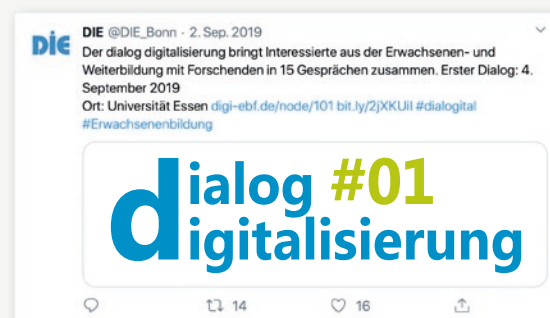 DIE
DIE @DIE_Bonn · 2. Sep. 2019
Der dialog digitalisierung bringt Interessierte aus der Erwachsenen- und
Weiterbildung mit Forschenden in 15 Gesprächen zusammen. Erster Dialog: 4.
September 2019
Ort: Universität Essen digi-ebf.de/node/101 bit.ly/2jXKUiI #dialogital
#Erwachsenenbildung
dialog #01
digitalisierung
14
16